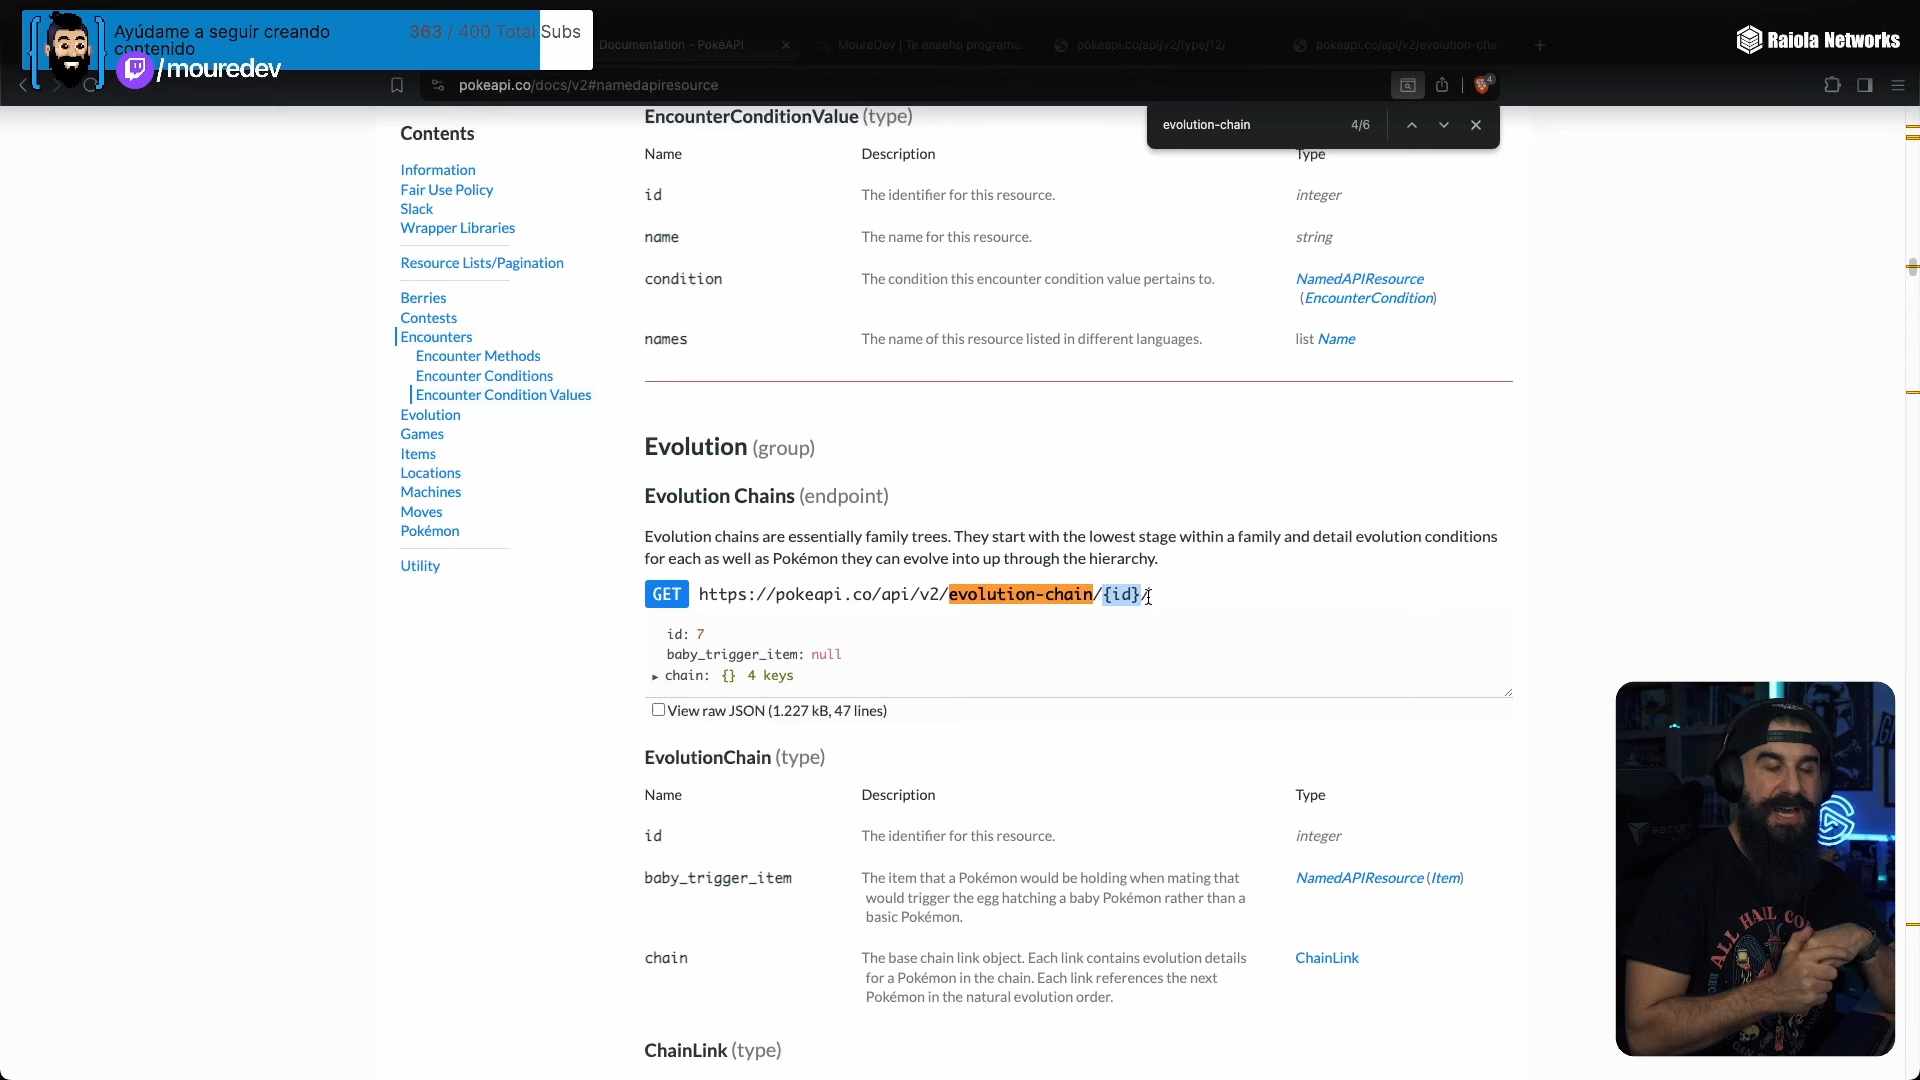 Ayúdame a seguir creando
contenido
363 / 400 Total Subs
/mouredev
Documentation - PokéAPI
MoureDev | Te enseño programa
pokeapi.co/api/v2/type/12/
pokeapi.co/api/v2/evolution-cha
Raiola Networks
pokeapi.co/docs/v2#namedapiresource
4
evolution-chain
4/6
Contents
Information
Fair Use Policy
Slack
Wrapper Libraries
Resource Lists/Pagination
Berries
Contests
Encounters
Encounter Methods
Encounter Conditions
Encounter Condition Values
Evolution
Games
Items
Locations
Machines
Moves
Pokémon
Utility
EncounterConditionValue (type)
Name Description Type
id The identifier for this resource. integer
name The name for this resource. string
condition The condition this encounter condition value pertains to. NamedAPIResource
(EncounterCondition)
names The name of this resource listed in different languages. list Name
Evolution (group)
Evolution Chains (endpoint)
Evolution chains are essentially family trees. They start with the lowest stage within a family and detail evolution conditions
for each as well as Pokémon they can evolve into up through the hierarchy.
GET https://pokeapi.co/api/v2/evolution-chain/{id}/
id: 7
baby_trigger_item: null
chain: {} 4 keys
View raw JSON (1.227 kB, 47 lines)
EvolutionChain (type)
Name Description Type
id The identifier for this resource. integer
baby_trigger_item The item that a Pokémon would be holding when mating that NamedAPIResource (Item)
would trigger the egg hatching a baby Pokémon rather than a
basic Pokémon.
chain The base chain link object. Each link contains evolution details ChainLink
for a Pokémon in the chain. Each link references the next
Pokémon in the natural evolution order.
ChainLink (type)
ALL HAIL